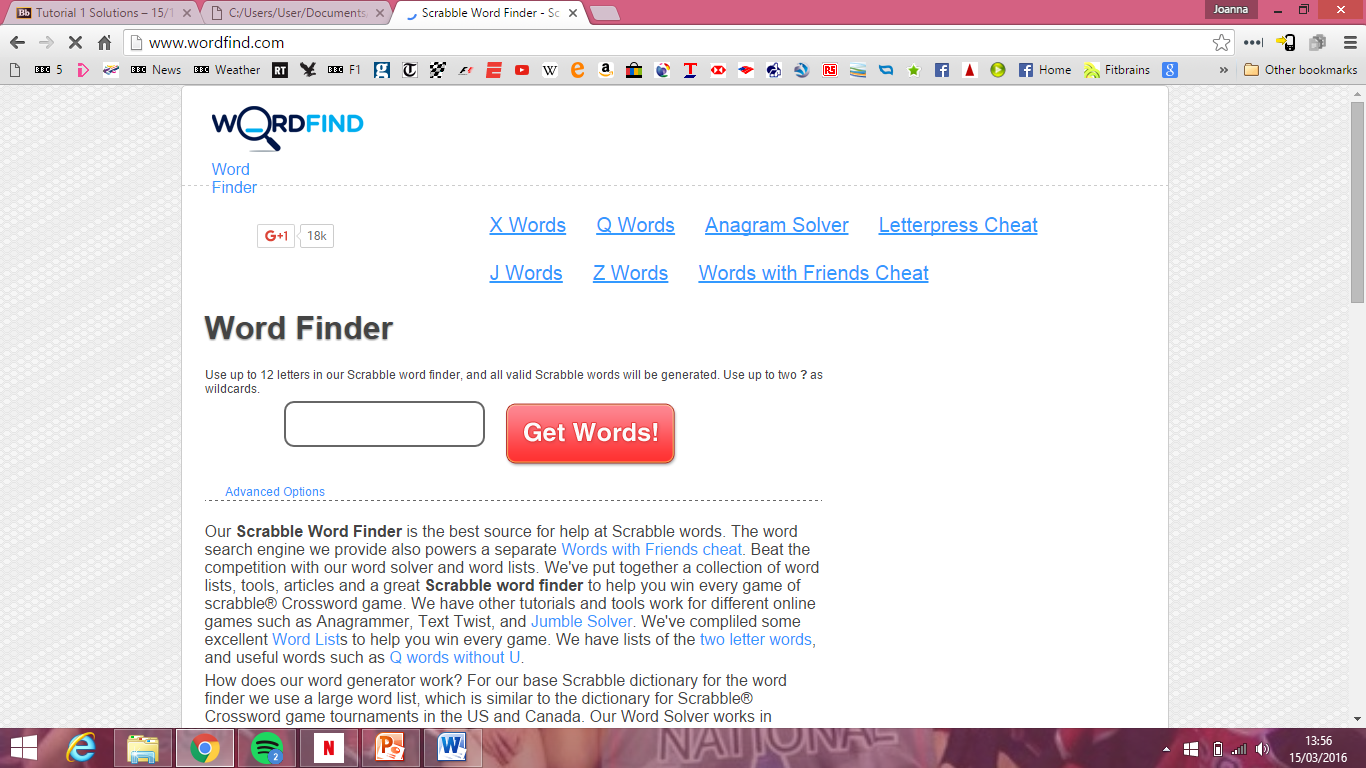 Tutorial 1 Solutions – 15/1
C:/Users/User/Documents/
Scrabble Word Finder - Sc
Joanna
www.wordfind.com
BBC 5
BBC News
BBC Weather
RT
BBC F1
Home
Fitbrains
»
Other bookmarks
WORDFIND
Word
Finder
G+1 18k
X Words Q Words Anagram Solver Letterpress Cheat
J Words Z Words Words with Friends Cheat
Word Finder
Use up to 12 letters in our Scrabble word finder, and all valid Scrabble words will be generated. Use up to two ? as
wildcards.
Get Words!
Advanced Options
Our Scrabble Word Finder is the best source for help at Scrabble words. The word
search engine we provide also powers a separate Words with Friends cheat. Beat the
competition with our word solver and word lists. We've put together a collection of word
lists, tools, articles and a great Scrabble word finder to help you win every game of
scrabble® Crossword game. We have other tutorials and tools work for different online
games such as Anagrammer, Text Twist, and Jumble Solver. We've compliled some
excellent Word Lists to help you win every game. We have lists of the two letter words,
and useful words such as Q words without U.
How does our word generator work? For our base Scrabble dictionary for the word
finder we use a large word list, which is similar to the dictionary for Scrabble®
Crossword game tournaments in the US and Canada. Our Word Solver works in
NATIONAL
2
N
13:56
15/03/2016